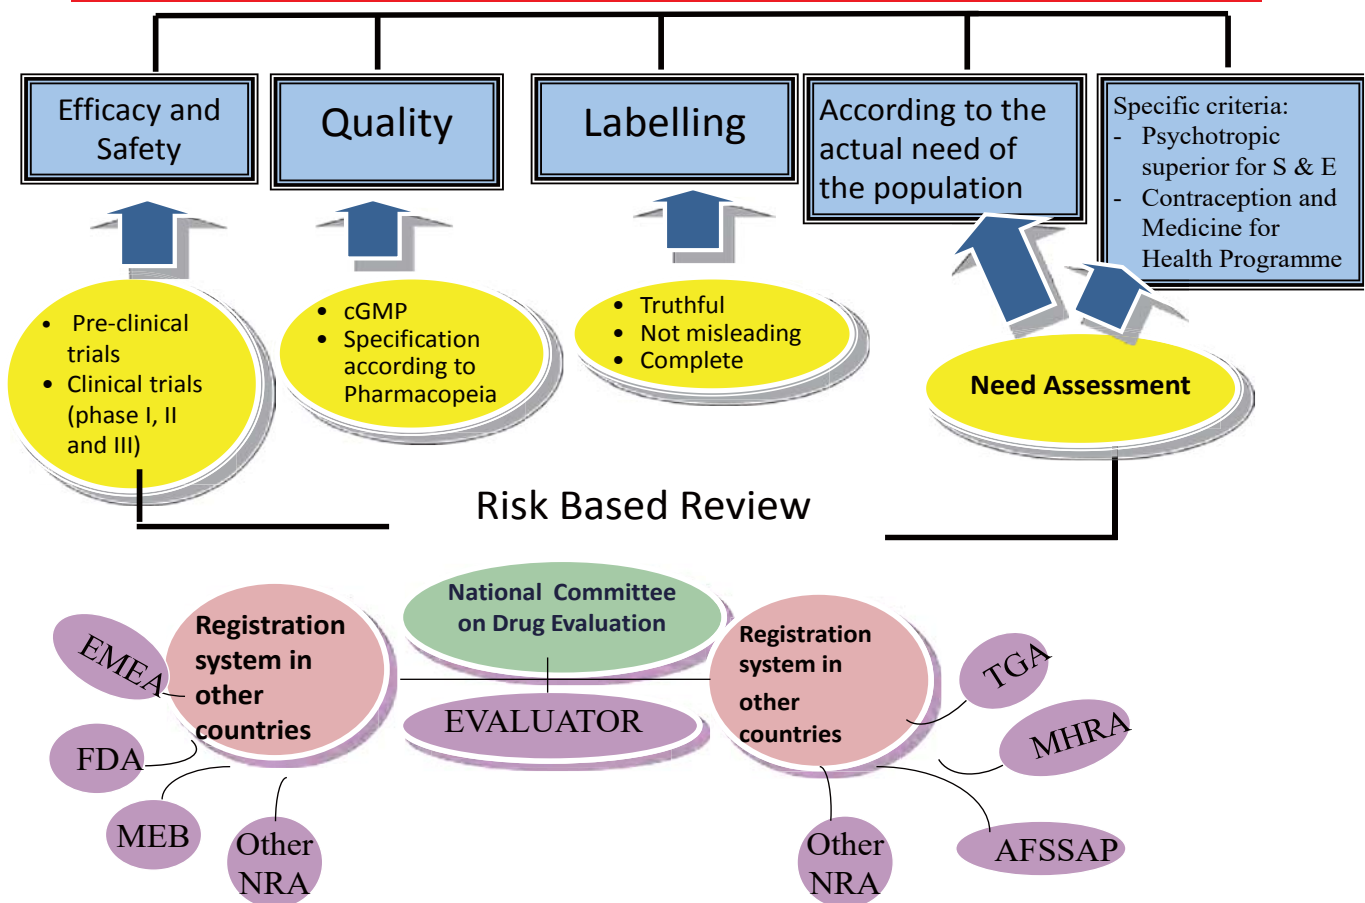 Efficacy and
Safety
Quality
Labelling
According to the
actual need of
the population
Specific criteria:
- Psychotropic
superior for S & E
- Contraception and
Medicine for
Health Programme
• Pre-clinical
trials
• Clinical trials
(phase I, II
and III)
• cGMP
• Specification
according to
Pharmacopeia
• Truthful
• Not misleading
• Complete
Need Assessment
Risk Based Review
National Committee
on Drug Evaluation
EVALUATOR
Registration
system in
other
countries
EMEA
FDA
MEB
Other
NRA
Registration
system in
other
countries
TGA
MHRA
AFSSAP
Other
NRA